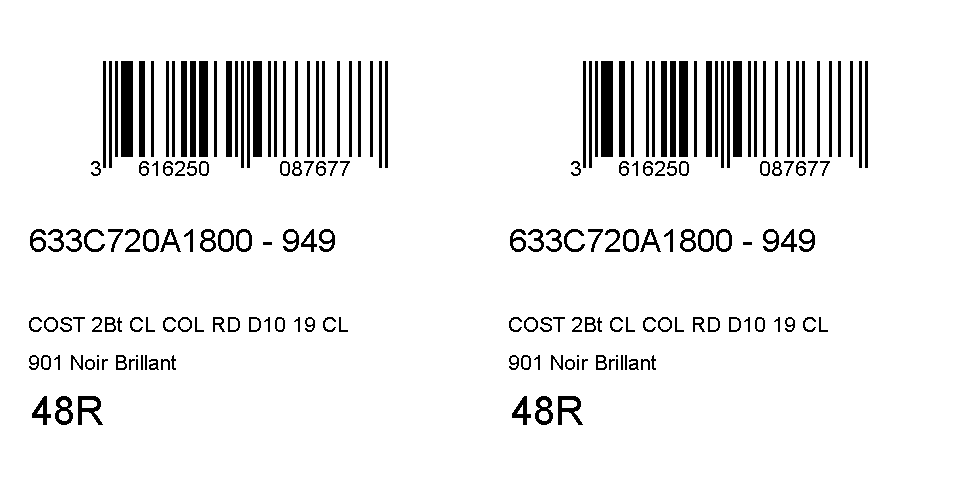 3 616250 087677
633C720A1800 - 949
COST 2Bt CL COL RD D10 19 CL
901 Noir Brillant
48R
3 616250 087677
633C720A1800 - 949
COST 2Bt CL COL RD D10 19 CL
901 Noir Brillant
48R